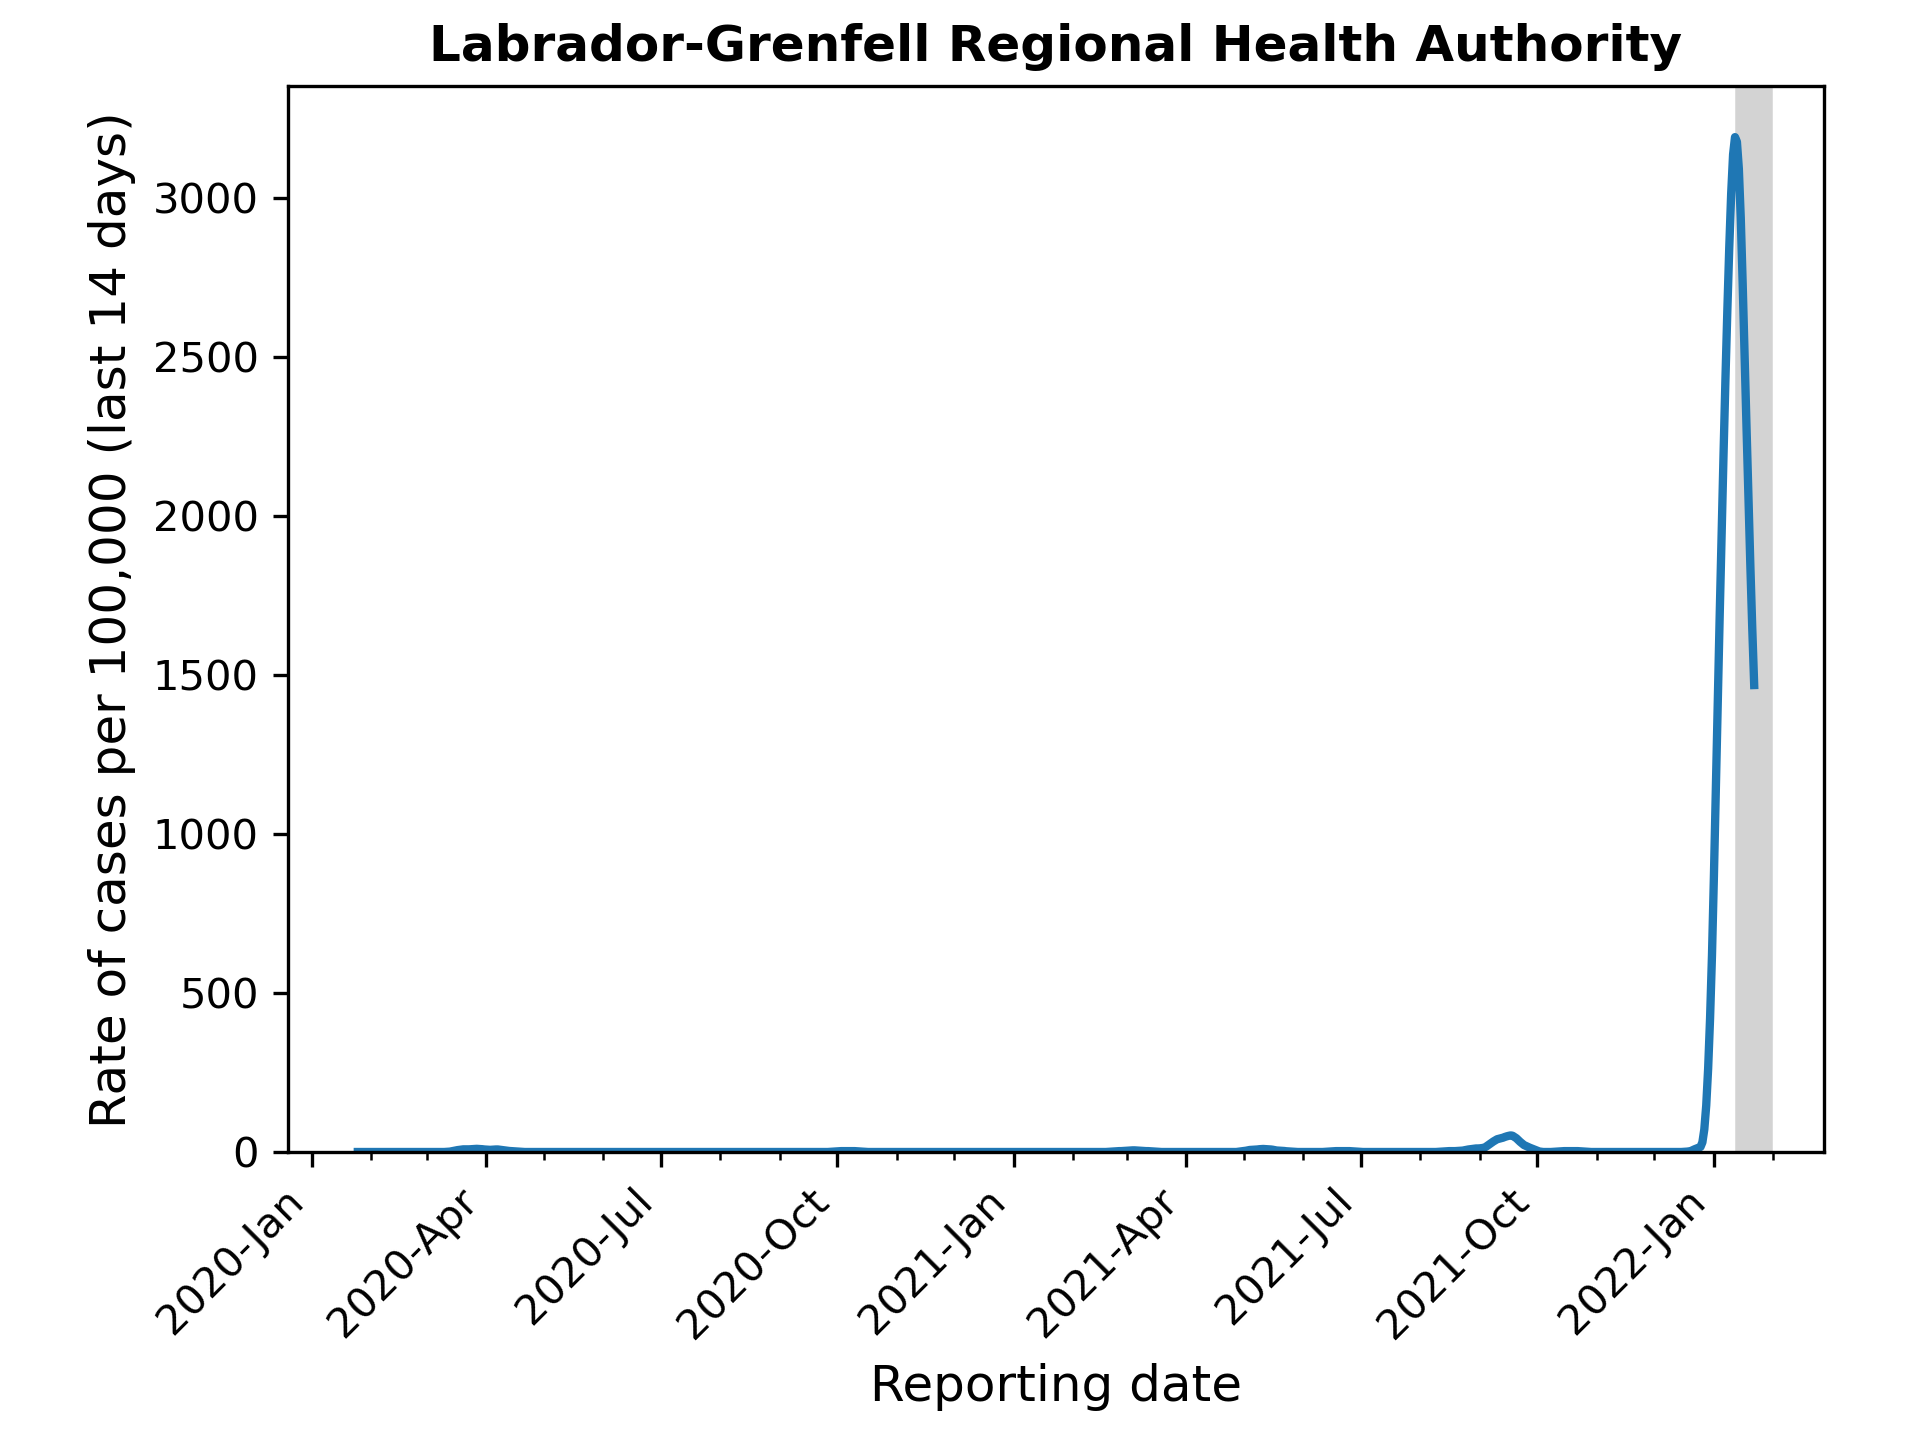 Labrador-Grenfell Regional Health Authority
Rate of cases per 100,000 (last 14 days)
3000
2500
2000
1500
1000
500
0
2020-Jan
2020-Apr
2020-Jul
2020-Oct
2021-Jan
2021-Apr
2021-Jul
2021-Oct
2022-Jan
Reporting date